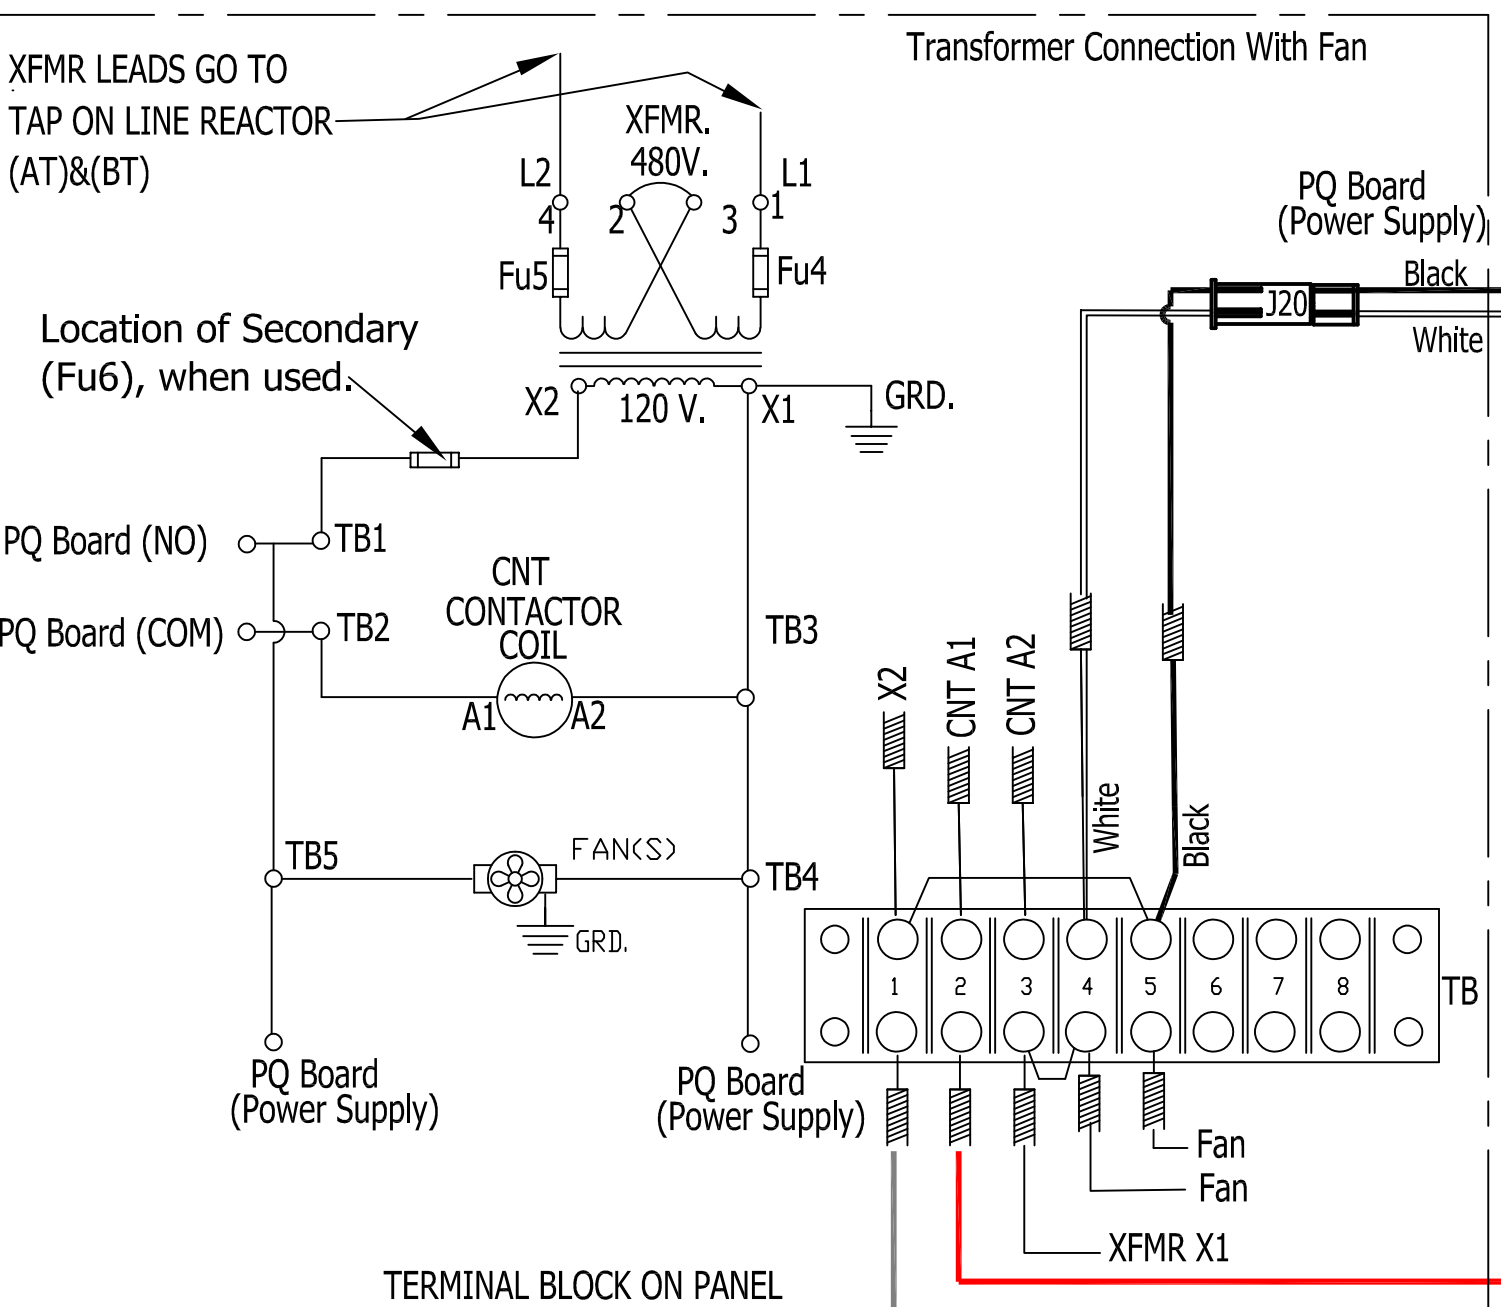 Transformer Connection With Fan
XFMR LEADS GO TO
TAP ON LINE REACTOR
(AT)&(BT)
XFMR.
480V.
L2
L1
4
2
3
1
Fu5
Fu4
PQ Board
(Power Supply)
Black
J20
White
Location of Secondary
(Fu6), when used.
X2
120 V.
X1
GRD.
PQ Board (NO)
TB1
CNT
CONTACTOR
COIL
PQ Board (COM)
TB2
TB3
A1
A2
X2
CNT A1
CNT A2
White
Black
TB5
FAN(S)
TB4
GRD.
1 2 3 4 5 6 7 8
TB
PQ Board
(Power Supply)
PQ Board
(Power Supply)
Fan
Fan
XFMR X1
TERMINAL BLOCK ON PANEL